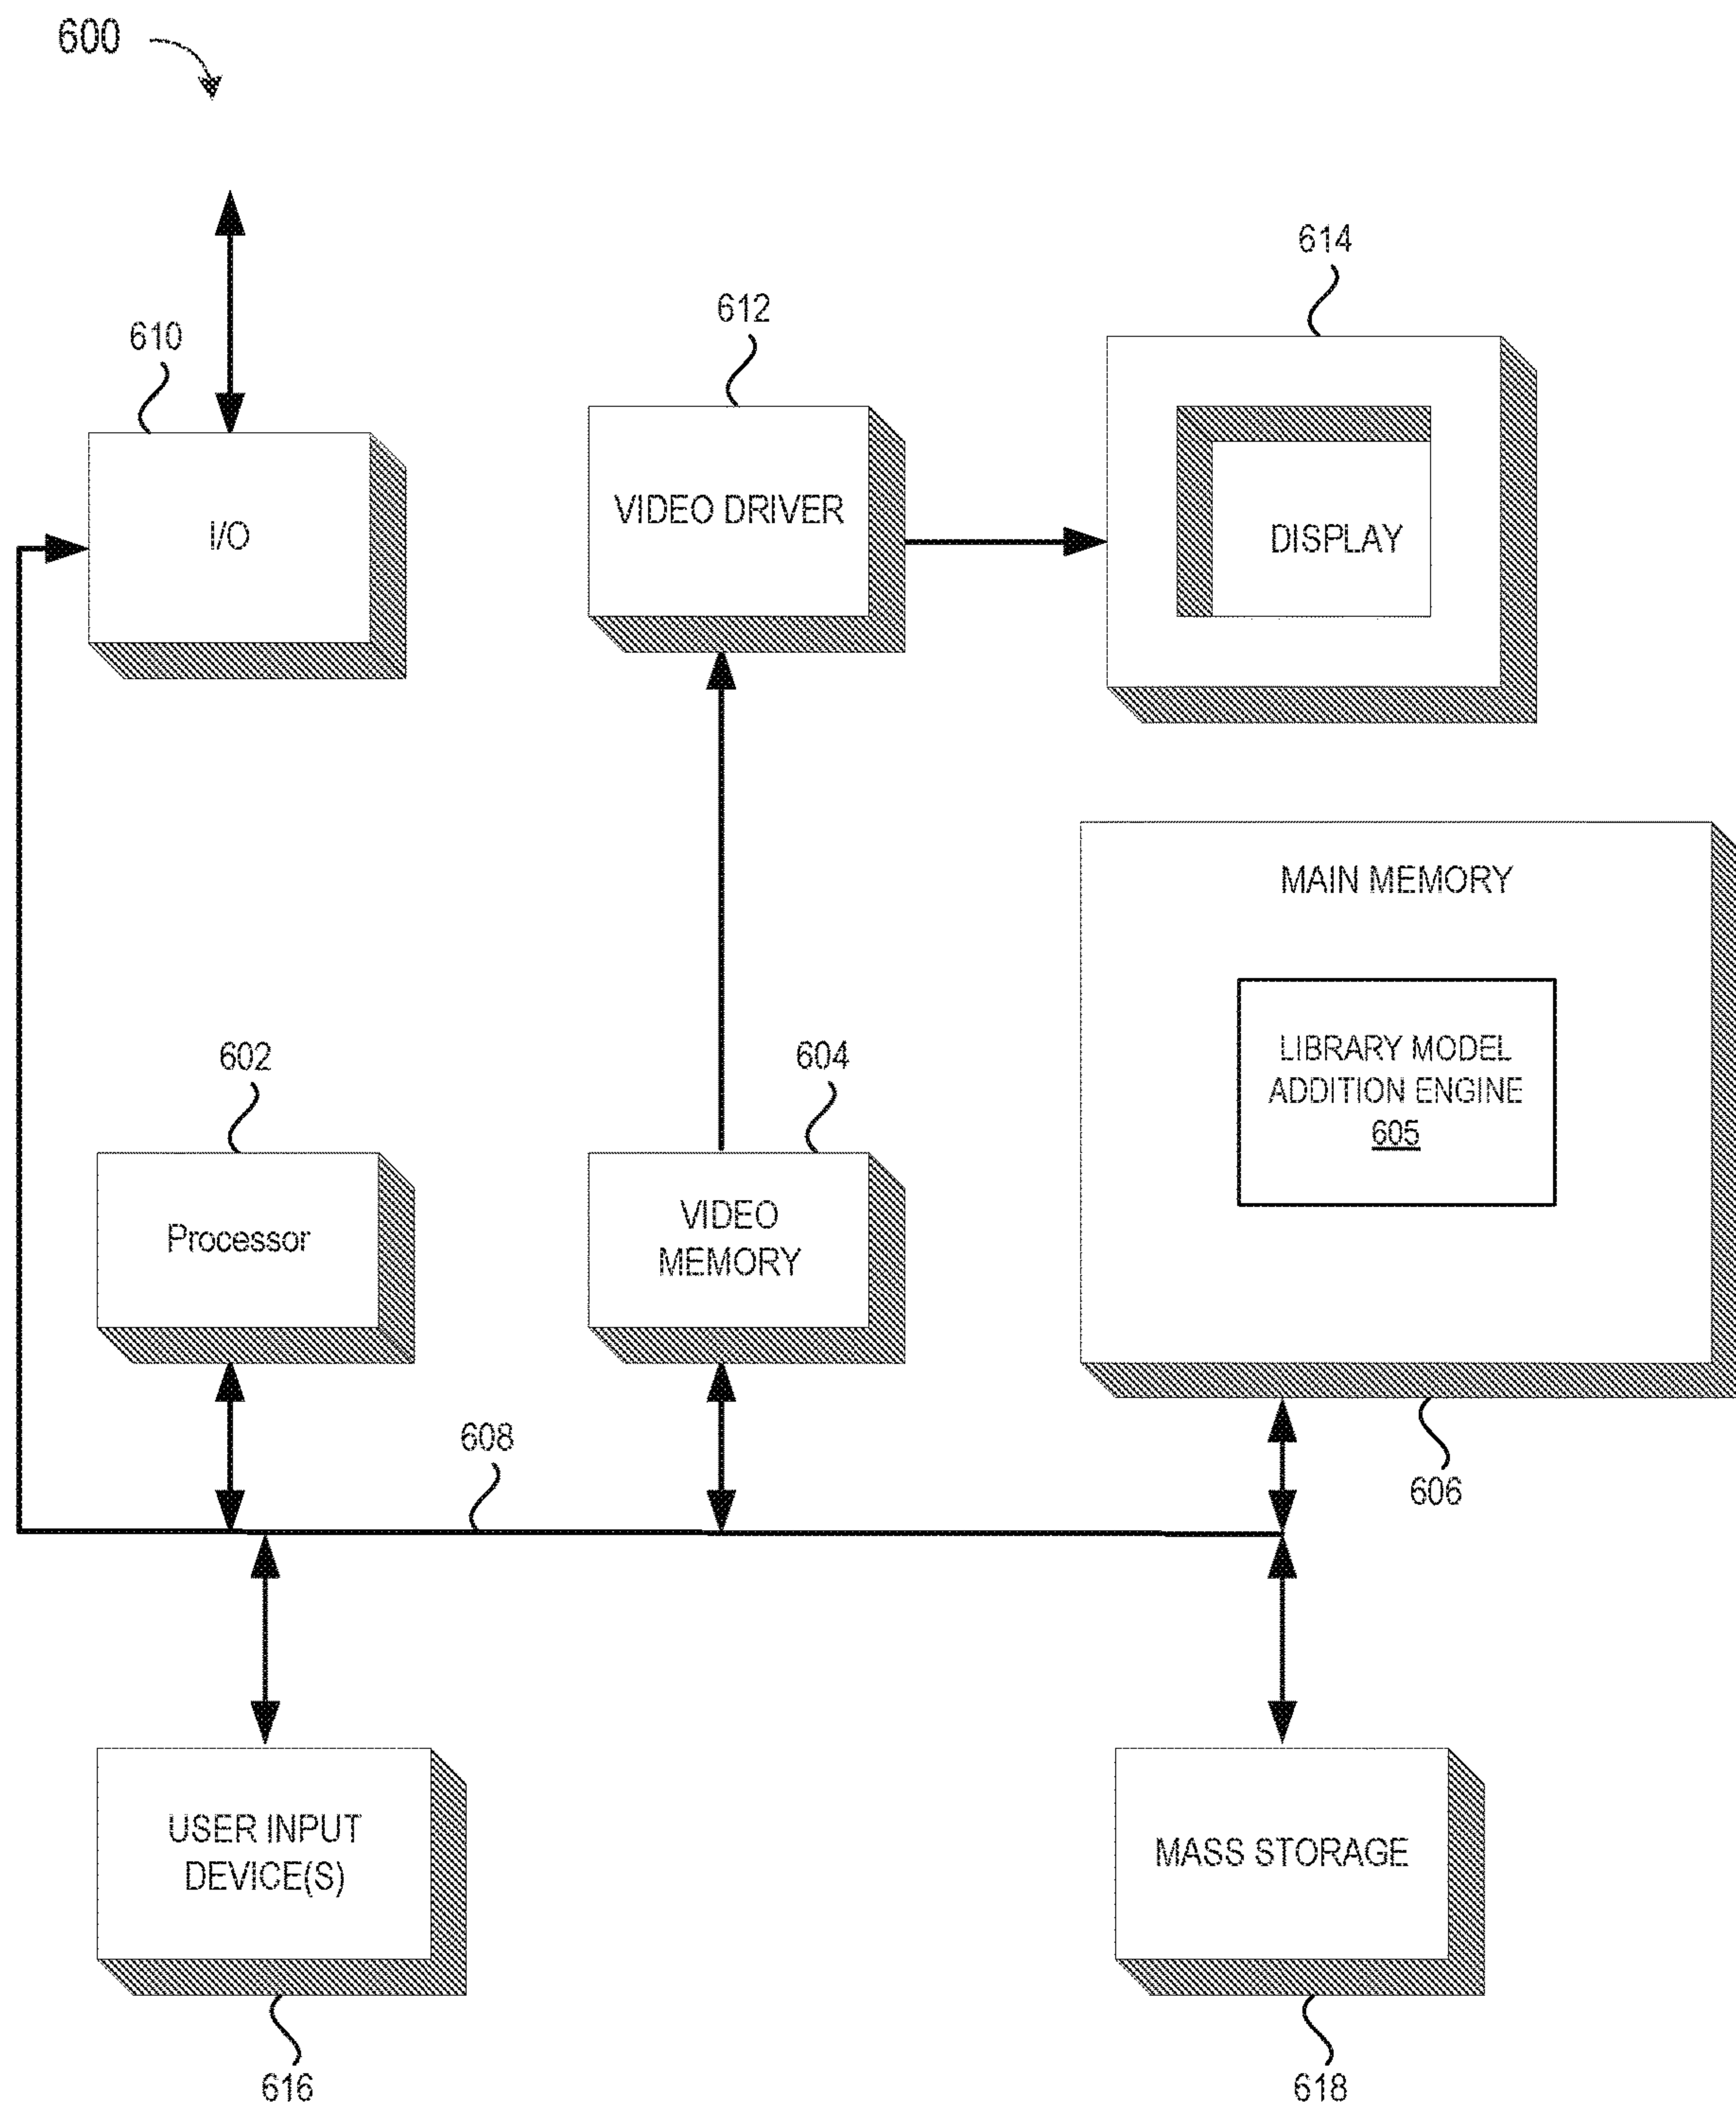 600
614
612
610
VIDEO DRIVER
I/O
DISPLAY
MAIN MEMORY
LIBRARY MODEL
ADDITION ENGINE
605
602
604
Processor
VIDEO
MEMORY
608
606
USER INPUT
DEVICE(S)
MASS STORAGE
616
618